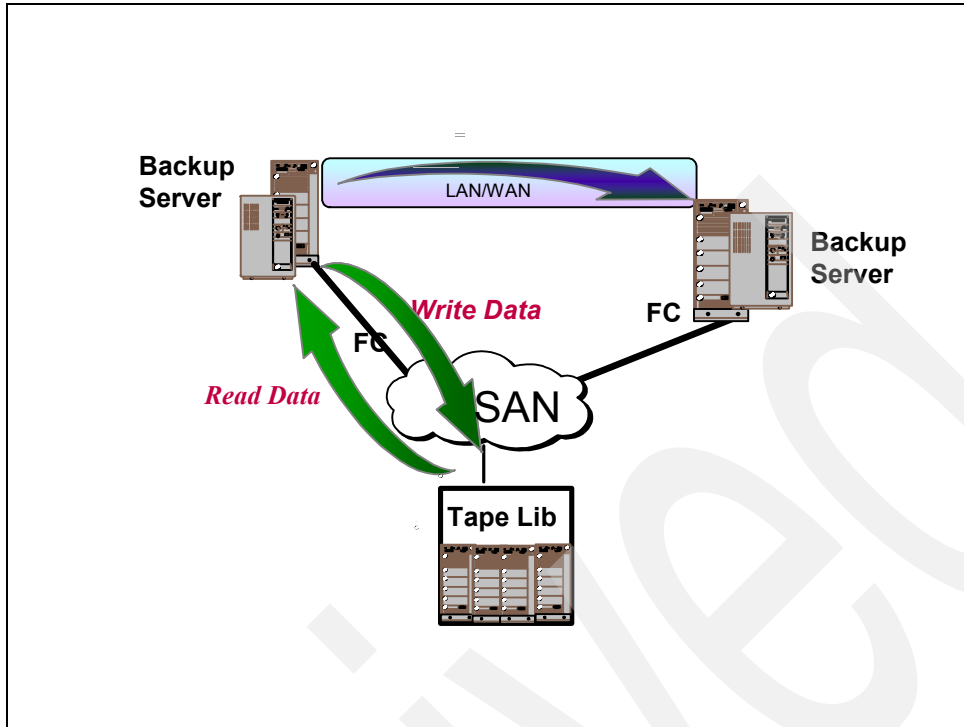 Backup
Server
LAN/WAN
Backup
Server
Write Data
FC
FC
Read Data
SAN
Tape Lib